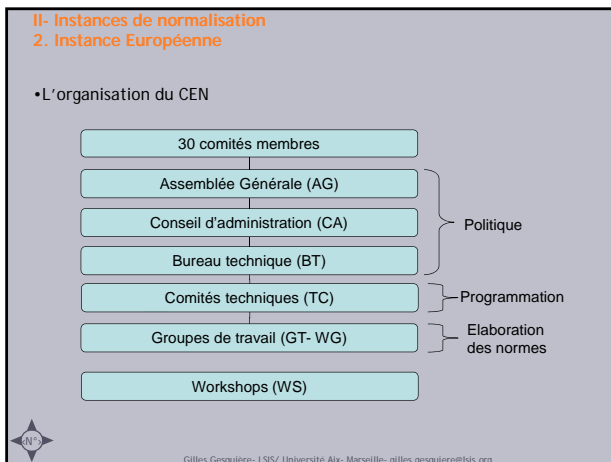 II- Instances de normalisation
2. Instance Européenne
•L'organisation du CEN
30 comités membres
Assemblée Générale (AG)
Conseil d'administration (CA)
Politique
Bureau technique (BT)
Comités techniques (TC)
Programmation
Groupes de travail (GT- WG)
Elaboration
des normes
Workshops (WS)
‹N°›
Gilles Gesquière- LSIS/ Université Aix- Marseille- gilles.gesquiere@lsis.org